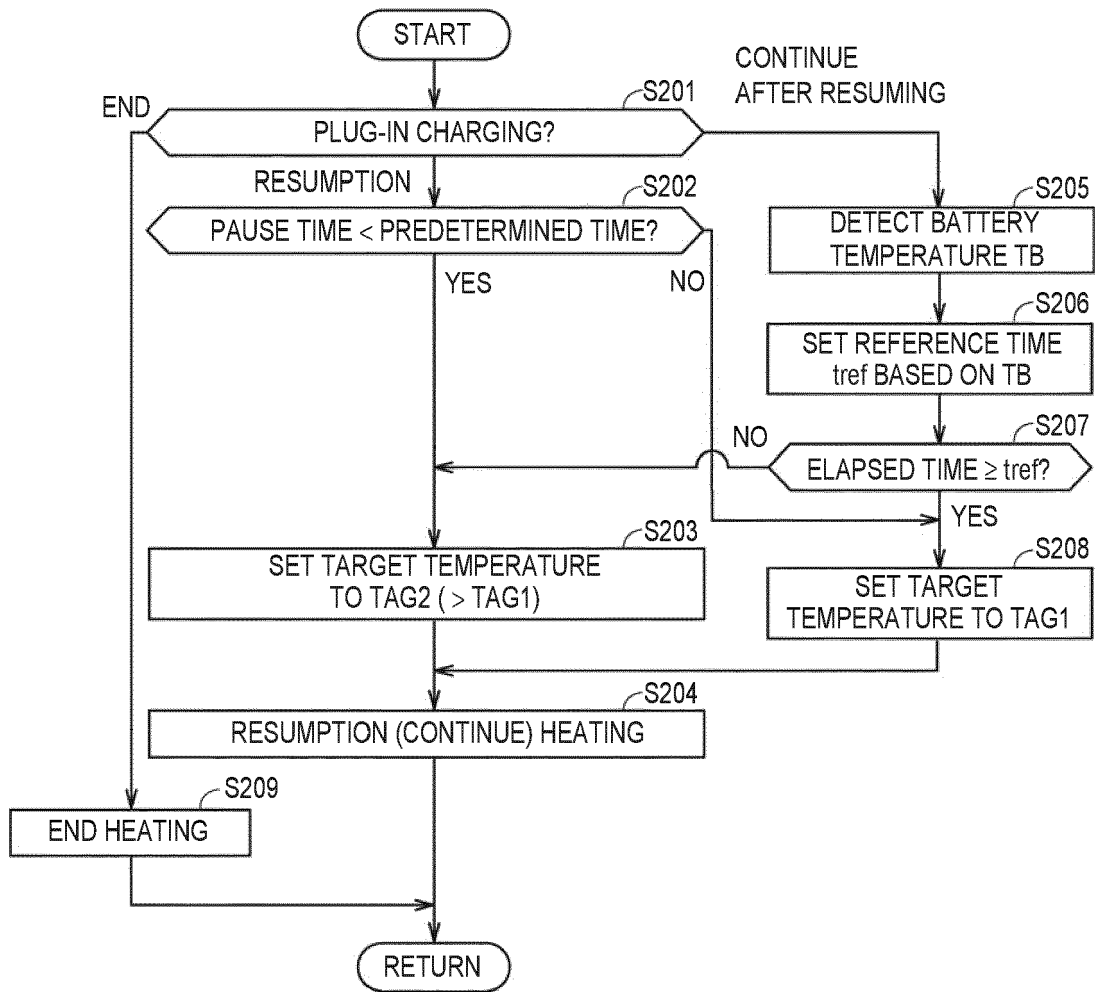 START
CONTINUE
AFTER RESUMING
END
S201
PLUG-IN CHARGING?
RESUMPTION
S202
PAUSE TIME < PREDETERMINED TIME?
YES
NO
S205
DETECT BATTERY
TEMPERATURE TB
S206
SET REFERENCE TIME
tref BASED ON TB
S207
NO
ELAPSED TIME ≥ tref?
YES
S203
SET TARGET TEMPERATURE
TO TAG2 ( > TAG1)
S208
SET TARGET
TEMPERATURE TO TAG1
S204
RESUMPTION (CONTINUE) HEATING
S209
END HEATING
RETURN